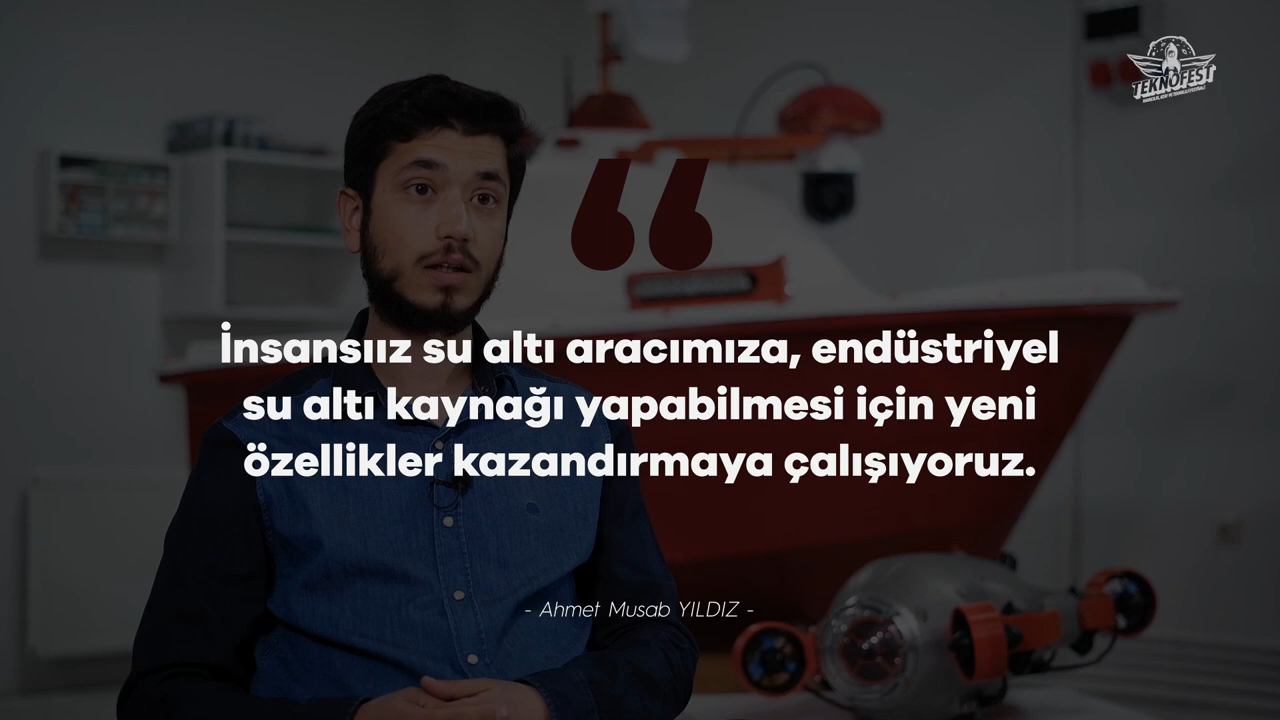 TEKNOFEST
İnsansıız su altı aracımıza, endüstriyel
su altı kaynağı yapabilmesi için yeni
özellikler kazandırmaya çalışıyoruz.
- Ahmet Musab YILDIZ -